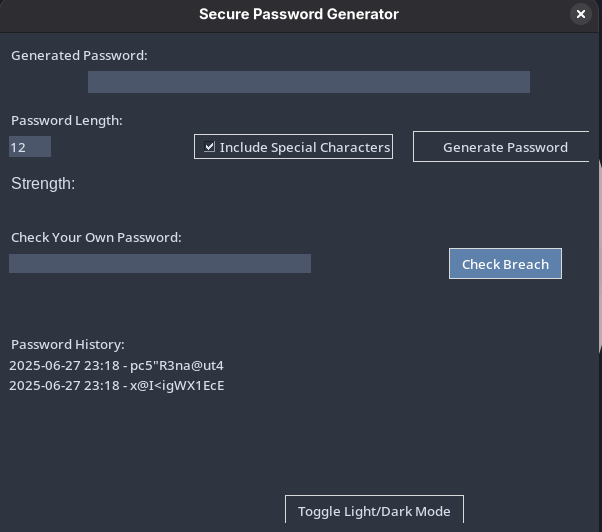 Secure Password Generator
Generated Password:
Password Length:
12
Include Special Characters
Generate Password
Strength:
Check Your Own Password:
Check Breach
Password History:
2025-06-27 23:18 - pc5"R3na@ut4
2025-06-27 23:18 - x@I<igWX1EcE
Toggle Light/Dark Mode